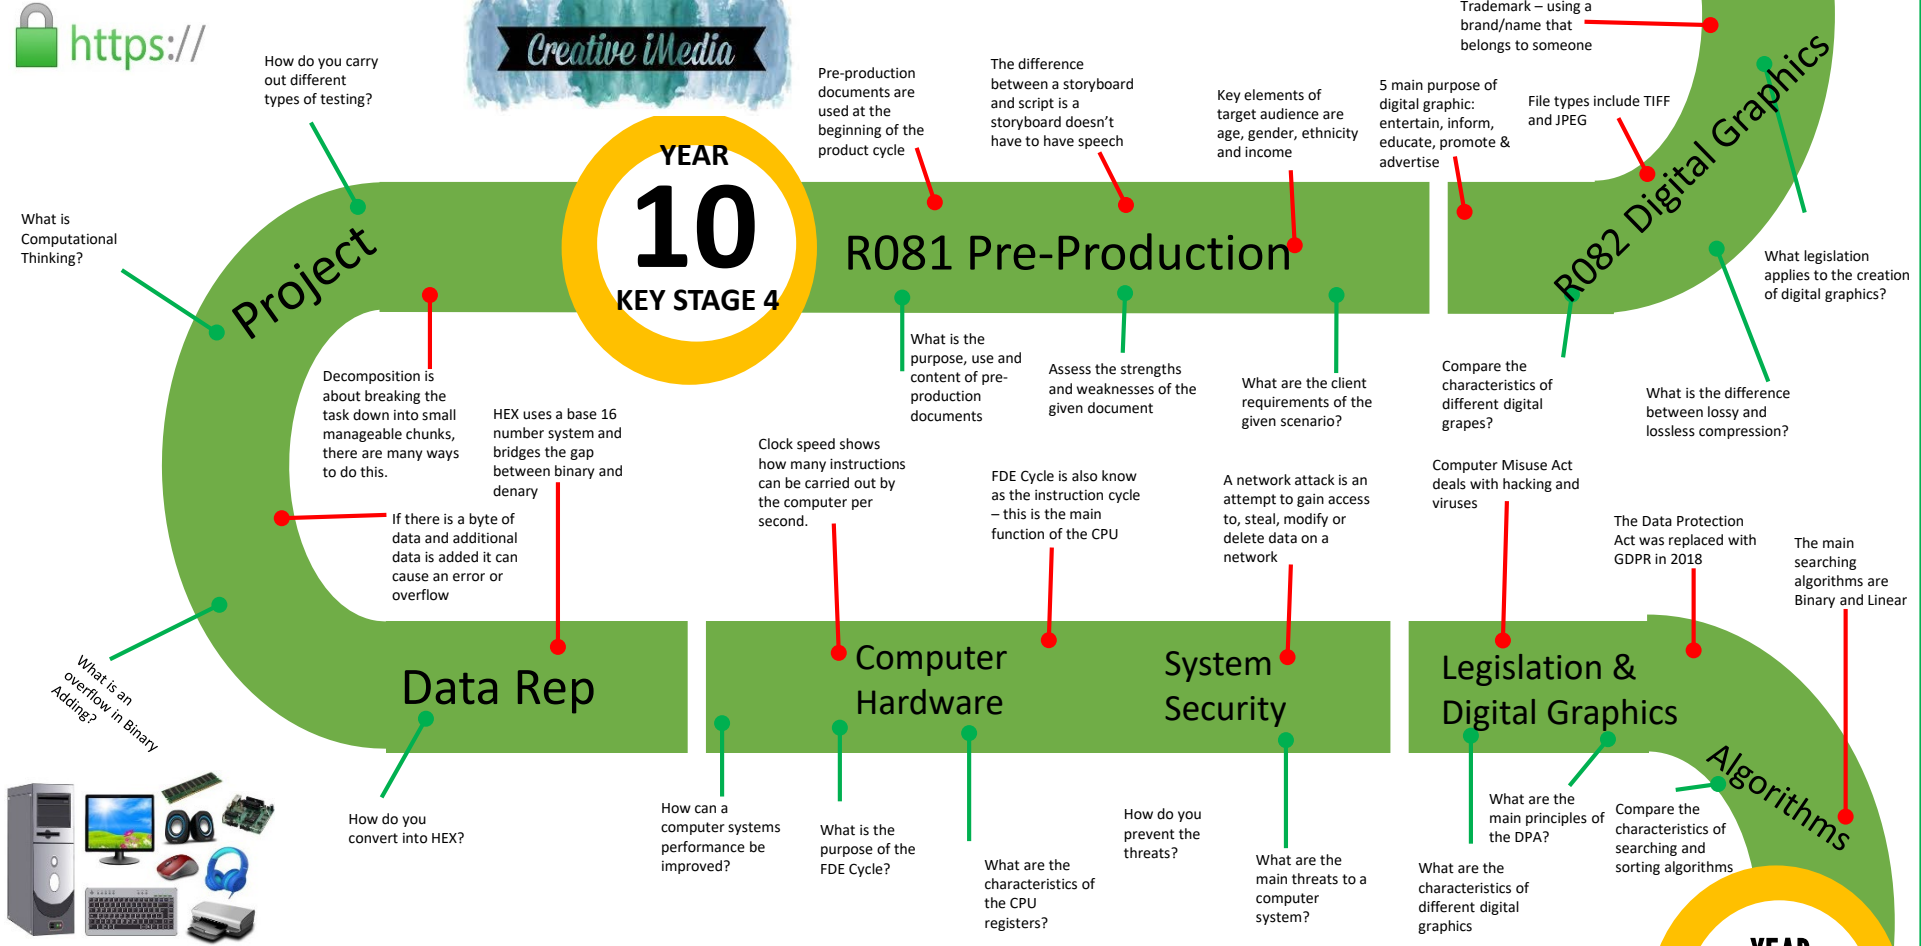 https://
Creative iMedia
How do you carry
out different
types of testing?
Pre-production
documents are
used at the
beginning of the
product cycle
The difference
between a storyboard
and script is a
storyboard doesn't
have to have speech
Key elements of
target audience are
age, gender, ethnicity
and income
5 main purpose of
digital graphic:
entertain, inform,
educate, promote &
advertise
File types include TIFF
and JPEG
Trademark – using a
brand/name that
belongs to someone
What is
Computational
Thinking?
Project
YEAR
10
KEY STAGE 4
R081 Pre-Production
R082 Digital Graphics
What legislation
applies to the creation
of digital graphics?
Decomposition is
about breaking the
task down into small
manageable chunks,
there are many ways
to do this.
HEX uses a base 16
number system and
bridges the gap
between binary and
denary
What is the
purpose, use and
content of pre-
production
documents
Assess the strengths
and weaknesses of the
given document
What are the client
requirements of the
given scenario?
Compare the
characteristics of
different digital
grapes?
What is the difference
between lossy and
lossless compression?
If there is a byte of
data and additional
data is added it can
cause an error or
overflow
Clock speed shows
how many instructions
can be carried out by
the computer per
second.
FDE Cycle is also know
as the instruction cycle
– this is the main
function of the CPU
A network attack is an
attempt to gain access
to, steal, modify or
delete data on a
network
Computer Misuse Act
deals with hacking and
viruses
The Data Protection
Act was replaced with
GDPR in 2018
The main
searching
algorithms are
Binary and Linear
What is an
overflow in Binary
Adding?
Data Rep
Computer
Hardware
System
Security
Legislation &
Digital Graphics
Algorithms
How do you
convert into HEX?
How can a
computer systems
performance be
improved?
What is the
purpose of the
FDE Cycle?
What are the
characteristics of
the CPU
registers?
How do you
prevent the
threats?
What are the
main threats to a
computer
system?
What are the
characteristics of
different digital
graphics
What are the
main principles of
the DPA?
Compare the
characteristics of
searching and
sorting algorithms
YEAR